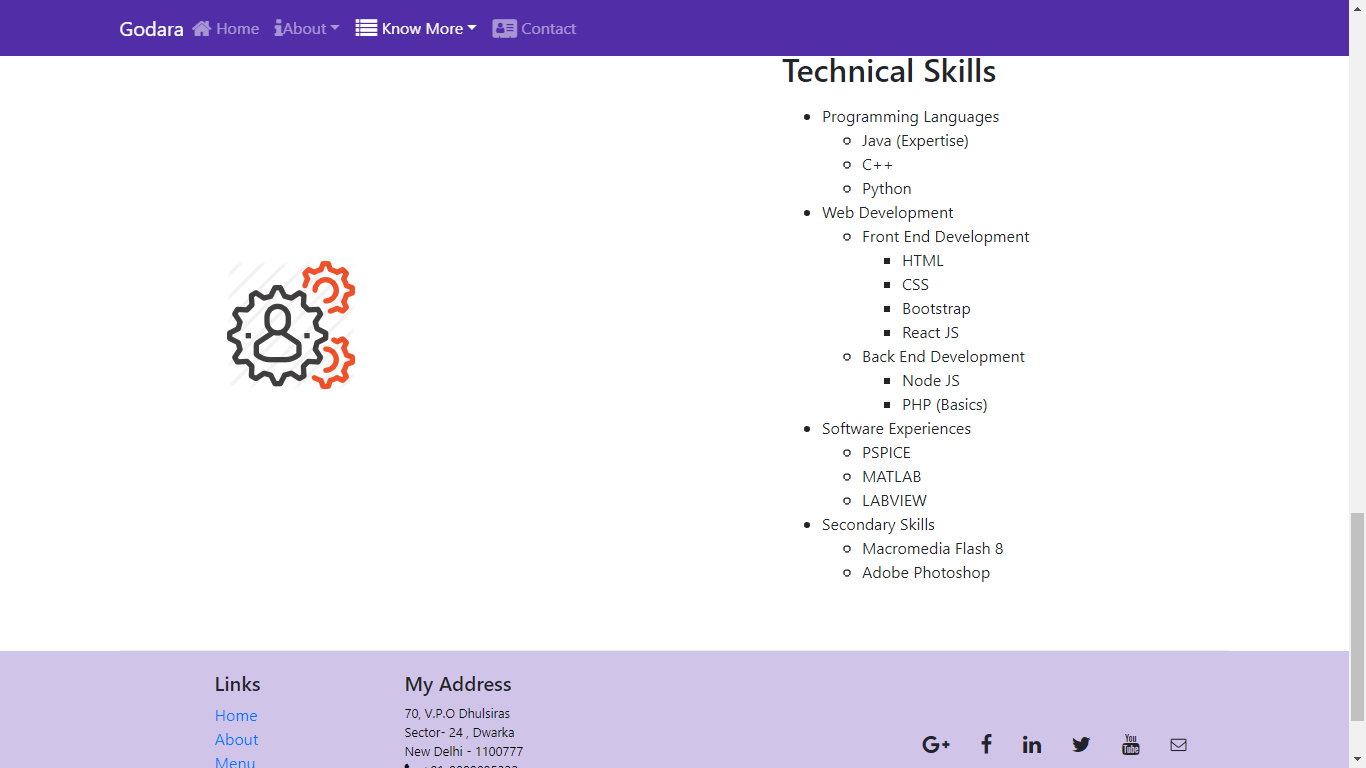 Godara Home About Know More Contact
Technical Skills
Programming Languages
Java (Expertise)
C++
Python
Web Development
Front End Development
HTML
CSS
Bootstrap
React JS
Back End Development
Node JS
PHP (Basics)
Software Experiences
PSPICE
MATLAB
LABVIEW
Secondary Skills
Macromedia Flash 8
Adobe Photoshop
Links
Home
About
Menu
My Address
70, V.P.O Dhulsiras
Sector- 24 , Dwarka
New Delhi - 1100777
G+ f in You Tube